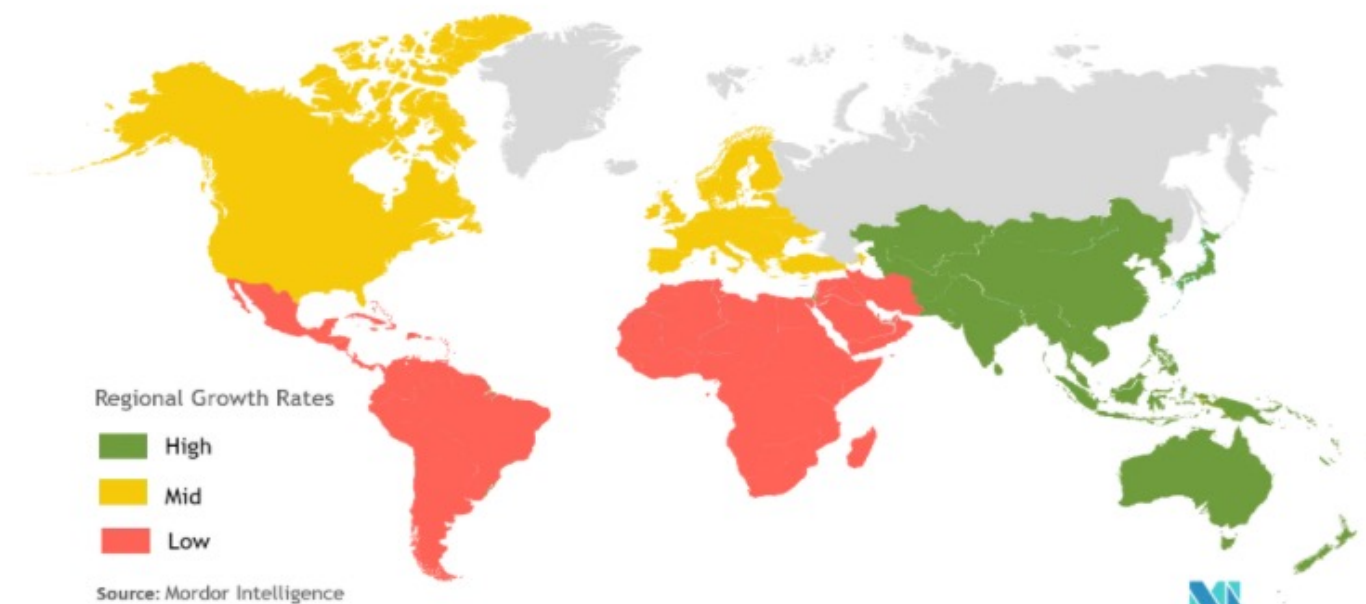 Regional Growth Rates
High
Mid
Low
Source: Mordor Intelligence